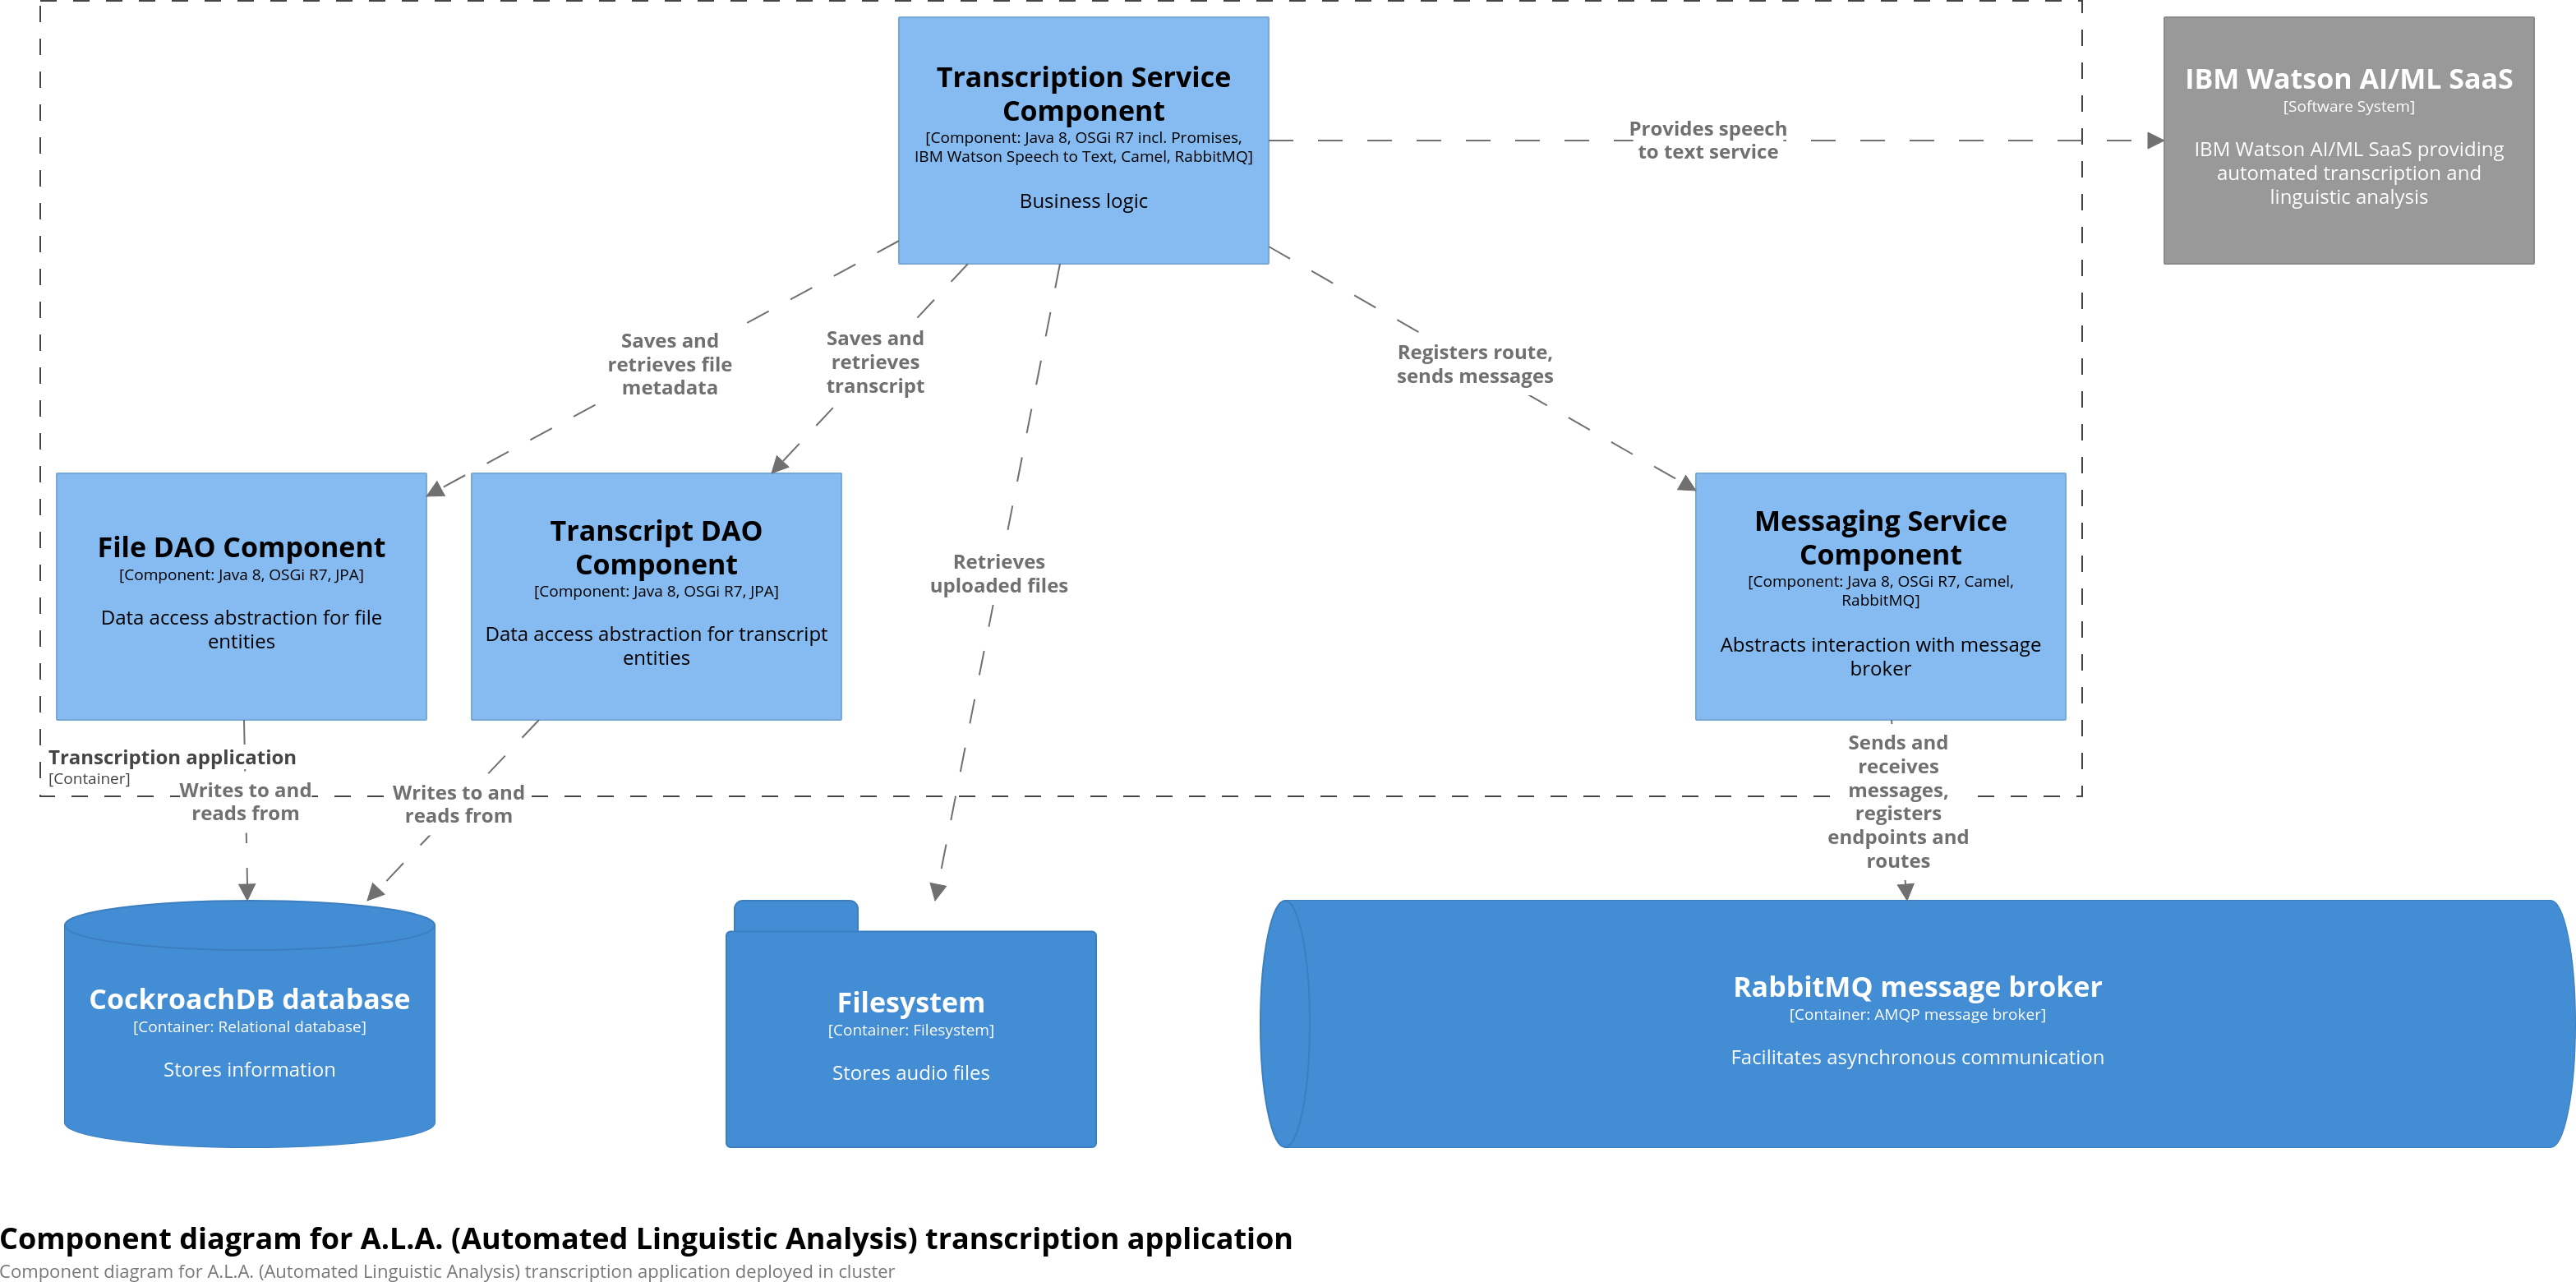 Transcription Service
Component
[Component: Java 8, OSGi R7 incl. Promises,
IBM Watson Speech to Text, Camel, RabbitMQ]
Business logic
Provides speech
to text service
IBM Watson AI/ML SaaS
[Software System]
IBM Watson AI/ML SaaS providing
automated transcription and
linguistic analysis
Saves and
retrieves file
metadata
Saves and
retrieves
transcript
Registers route,
sends messages
File DAO Component
[Component: Java 8, OSGi R7, JPA]
Data access abstraction for file
entities
Transcript DAO
Component
[Component: Java 8, OSGi R7, JPA]
Data access abstraction for transcript
entities
Retrieves
uploaded files
Messaging Service
Component
[Component: Java 8, OSGi R7, Camel,
RabbitMQ]
Abstracts interaction with message
broker
Transcription application
[Container]
Writes to and
reads from
Writes to and
reads from
Sends and
receives
messages,
registers
endpoints and
routes
CockroachDB database
[Container: Relational database]
Stores information
Filesystem
[Container: Filesystem]
Stores audio files
RabbitMQ message broker
[Container: AMQP message broker]
Facilitates asynchronous communication
Component diagram for A.L.A. (Automated Linguistic Analysis) transcription application
Component diagram for A.L.A. (Automated Linguistic Analysis) transcription application deployed in cluster